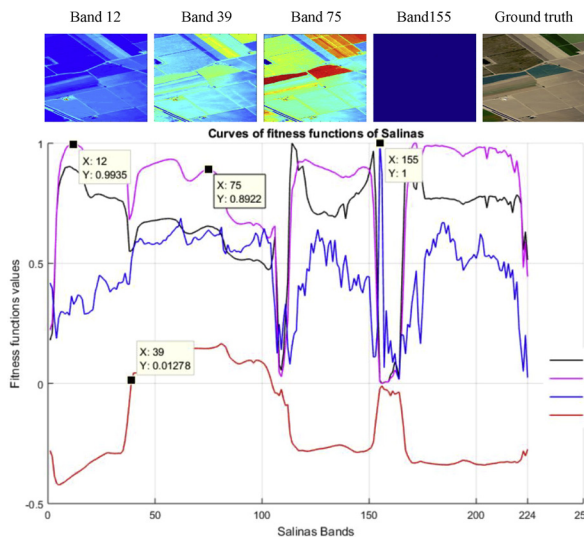 Band 12 Band 39 Band 75 Band155 Ground truth
Curves of fitness functions of Salinas
1
X: 12
Y: 0.9935
X: 75
Y: 0.8922
X: 155
Y: 1
0.5
Fitness functions values
X: 39
Y: 0.01278
0
-0.5
0 50 100 150 200 224 25
Salinas Bands